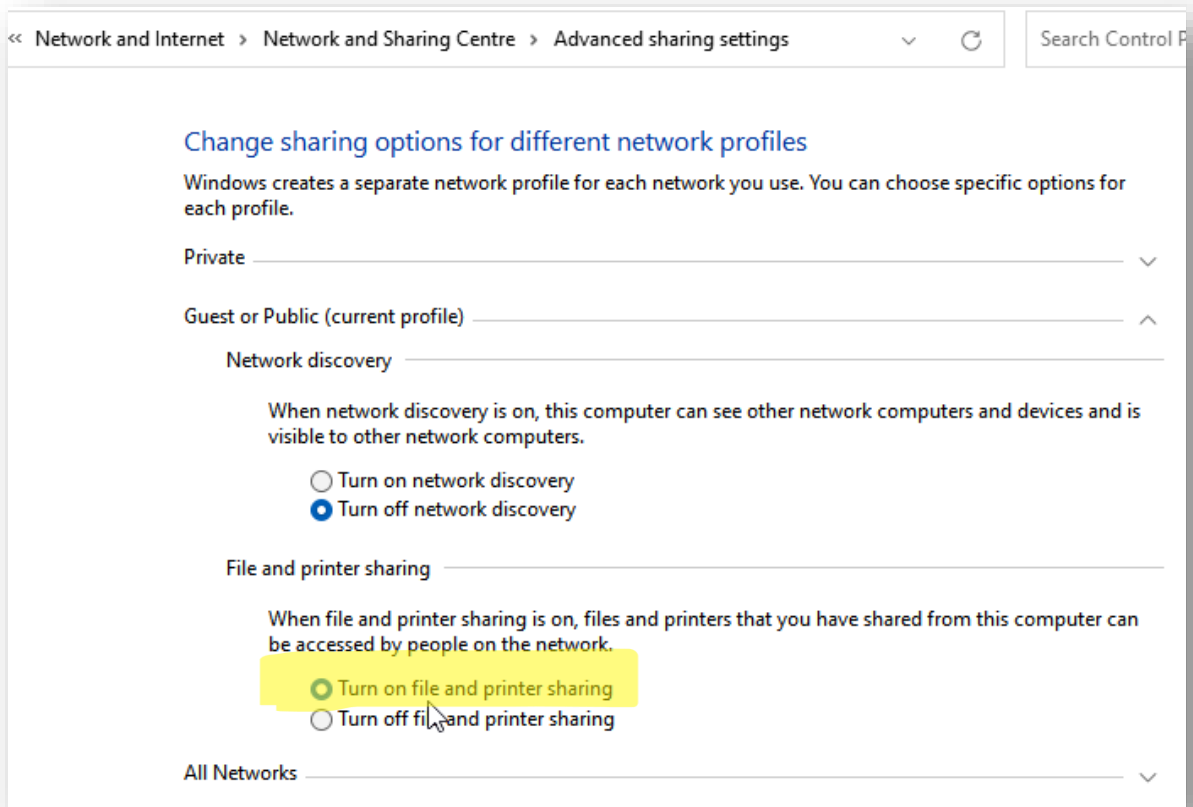 « Network and Internet › Network and Sharing Centre › Advanced sharing settings
Search Control P
Change sharing options for different network profiles
Windows creates a separate network profile for each network you use. You can choose specific options for
each profile.
Private
Guest or Public (current profile)
Network discovery
When network discovery is on, this computer can see other network computers and devices and is
visible to other network computers.
Turn on network discovery
Turn off network discovery
File and printer sharing
When file and printer sharing is on, files and printers that you have shared from this computer can
be accessed by people on the network.
Turn on file and printer sharing
Turn off file and printer sharing
All Networks